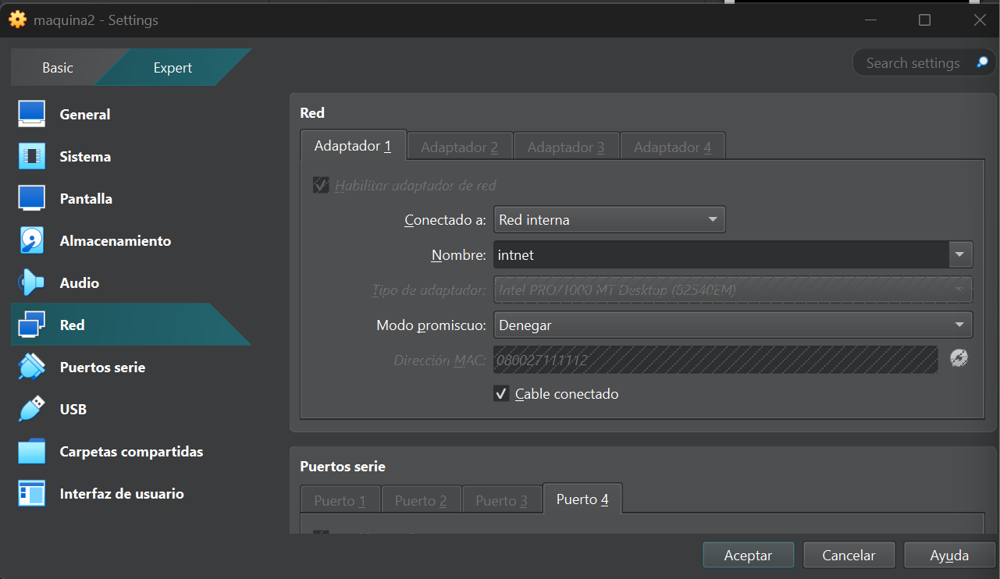 maquina2 - Settings
Basic
Expert
Search settings
General
Sistema
Pantalla
Almacenamiento
Audio
Red
Puertos serie
USB
Carpetas compartidas
Interfaz de usuario
Red
Adaptador 1
Adaptador 2
Adaptador 3
Adaptador 4
Habilitar adaptador de red
Conectado a: Red interna
Nombre: intnet
Tipo de adaptador: Intel PRO/1000 MT Desktop (82540EM)
Modo promiscuo: Denegar
Dirección MAC: 080027111112
Cable conectado
Puertos serie
Puerto 1
Puerto 2
Puerto 3
Puerto 4
Aceptar
Cancelar
Ayuda